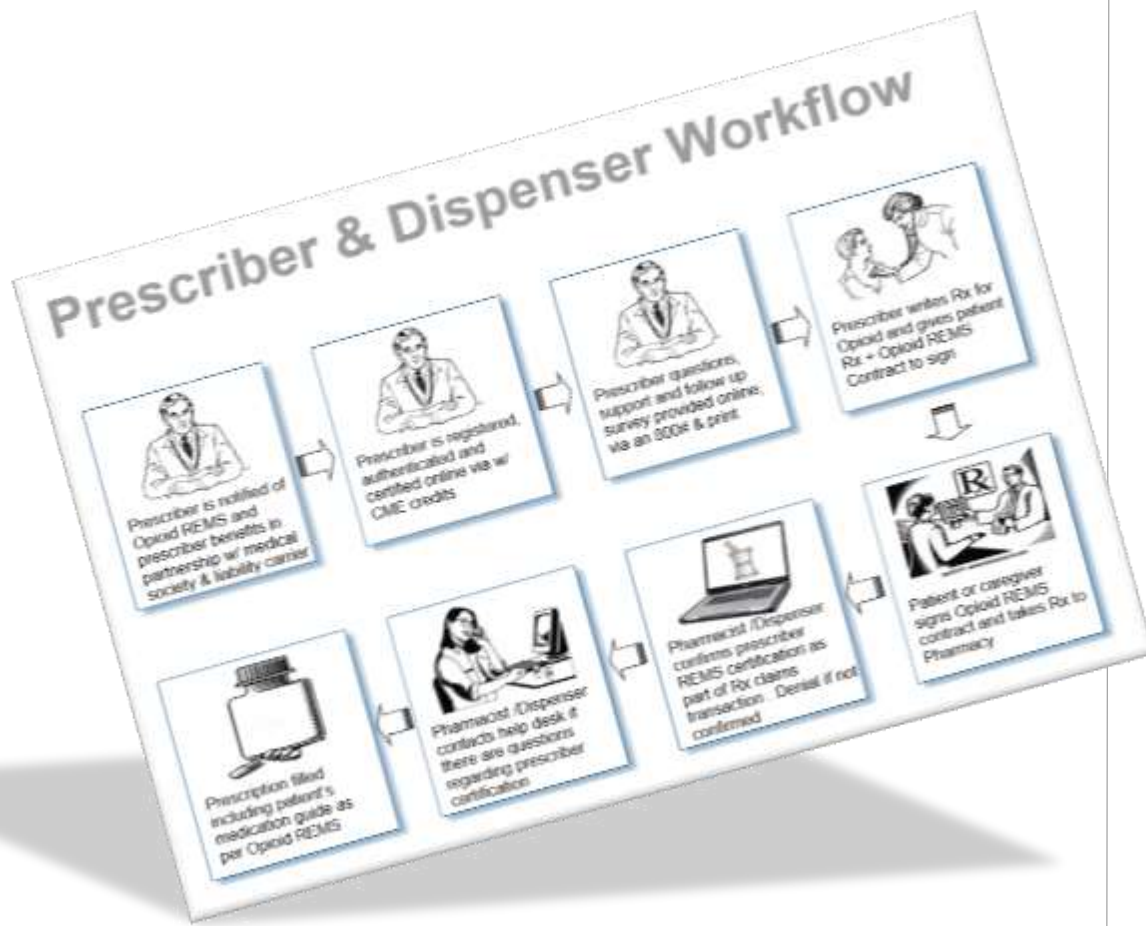 Prescriber & Dispenser Workflow
Prescriber is notified of
Opioid REMS and
prescriber benefits in
partnership w/ medical
society & liability carrier
Prescriber is registered,
authenticated and
certified online via w/
CME credits
Prescriber questions,
support and follow up
survey provided online,
via an 800# & print
Prescriber writes Rx for
Opioid and gives patient
Rx + Opioid REMS
Contract to sign
R
Patient or caregiver
signs Opioid REMS
contract and takes Rx to
Pharmacy
Pharmacist /Dispenser
confirms prescriber
REMS certification as
part of Rx claims
transaction. Denial if not
confirmed
Pharmacist /Dispenser
contacts help desk if
there are questions
regarding prescriber
certification
Prescription filled
including patient's
medication guide as
per Opioid REMS